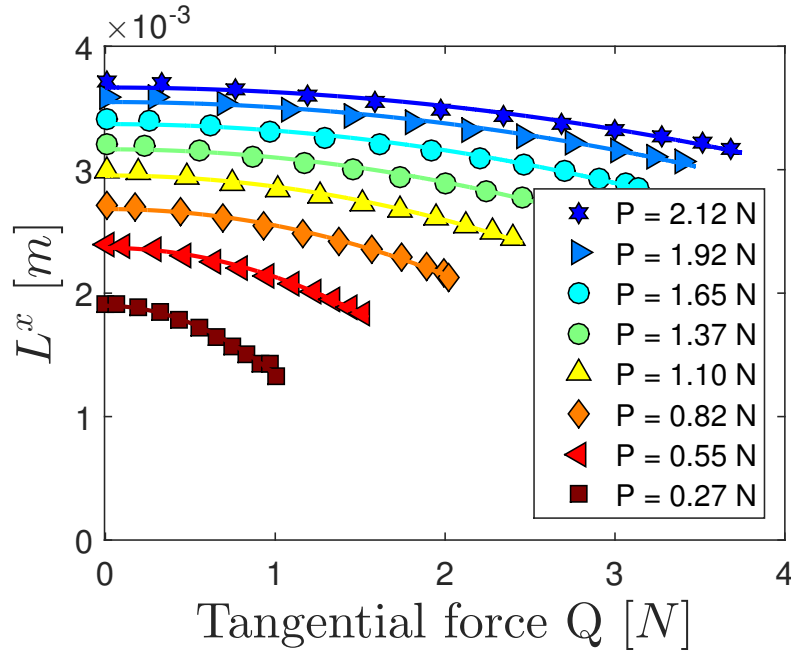 ×10⁻³
4
3
2
1
0
Lˣ [m]
0 1 2 3 4
Tangential force Q [N]
P = 2.12 N
P = 1.92 N
P = 1.65 N
P = 1.37 N
P = 1.10 N
P = 0.82 N
P = 0.55 N
P = 0.27 N